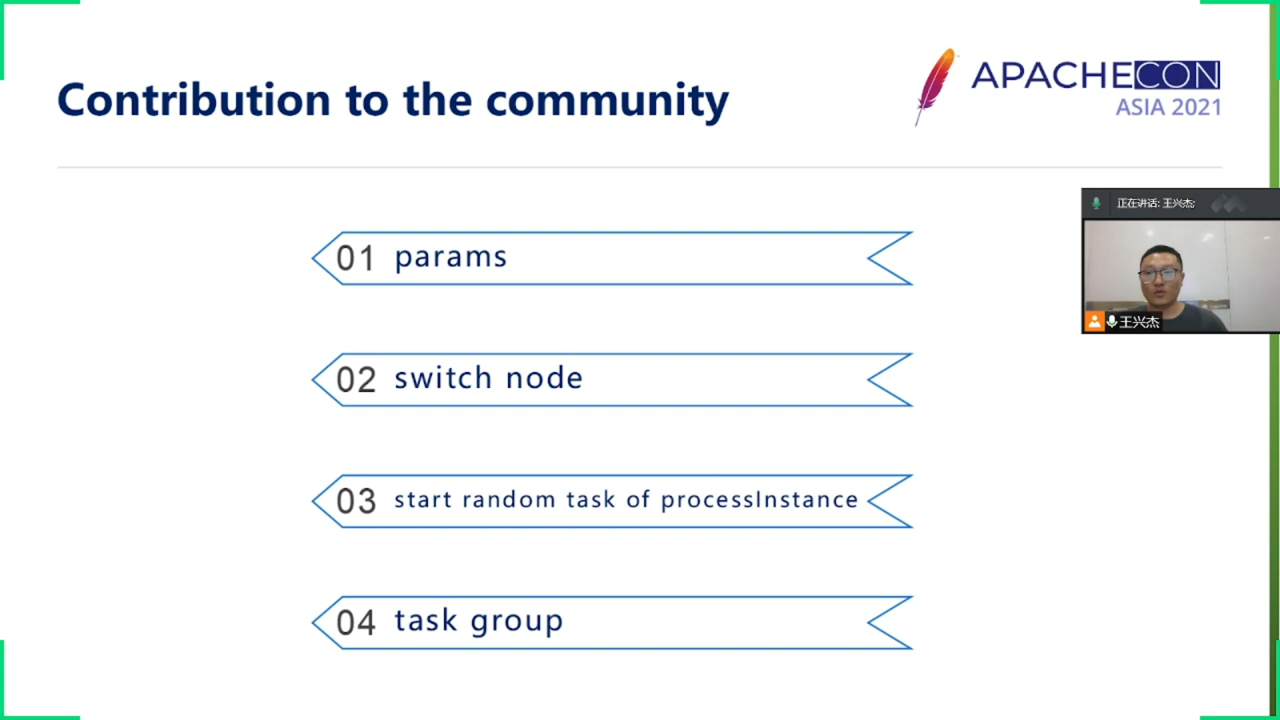 Contribution to the community
APACHECON
ASIA 2021
正在讲话: 王兴杰;
王兴杰
01 params
02 switch node
03 start random task of processInstance
04 task group